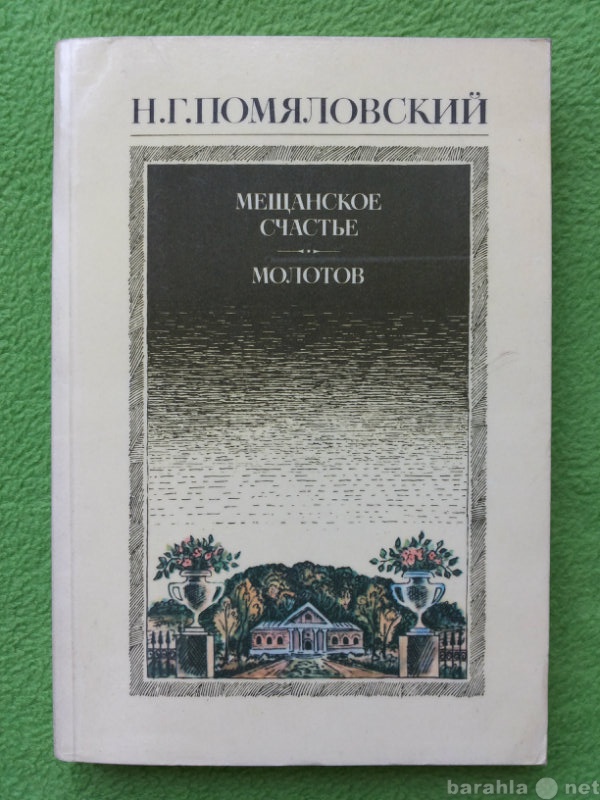 Н.Г.ПОМЯЛОВСКИЙ
МЕЩАНСКОЕ
СЧАСТЬЕ
МОЛОТОВ
barahla net